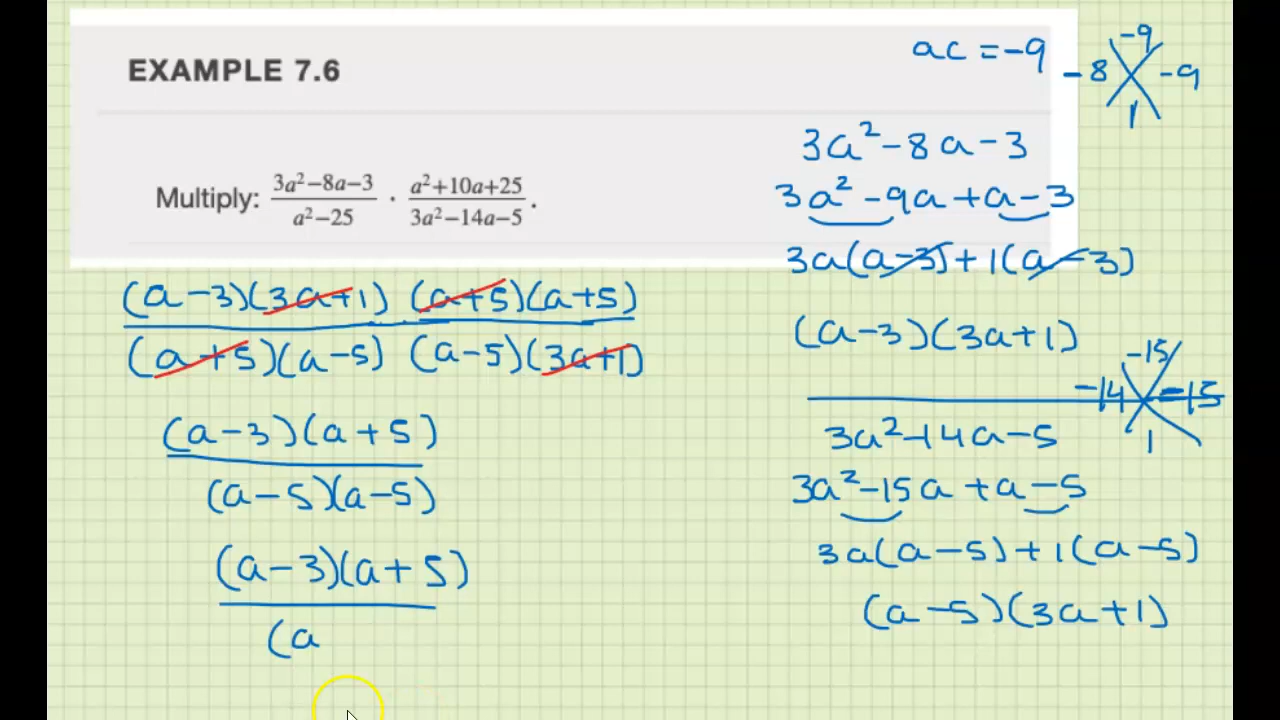 EXAMPLE 7.6
Multiply: 3a²−8a−3 / a²−25 · a²+10a+25 / 3a²−14a−5 .
(a−3)(3a+1) (a+5)(a+5)
(a+5)(a−5) (a−5)(3a+1)
(a−3)(a+5)
(a−5)(a−5)
(a−3)(a+5)
(a
ac = −9
−9
−8 −9
1
3a²−8a−3
3a²−9a+a−3
3a(a−3)+1(a−3)
(a−3)(3a+1)
−15
−14 −15
1
3a²−14a−5
3a²−15a+a−5
3a(a−5)+1(a−5)
(a−5)(3a+1)